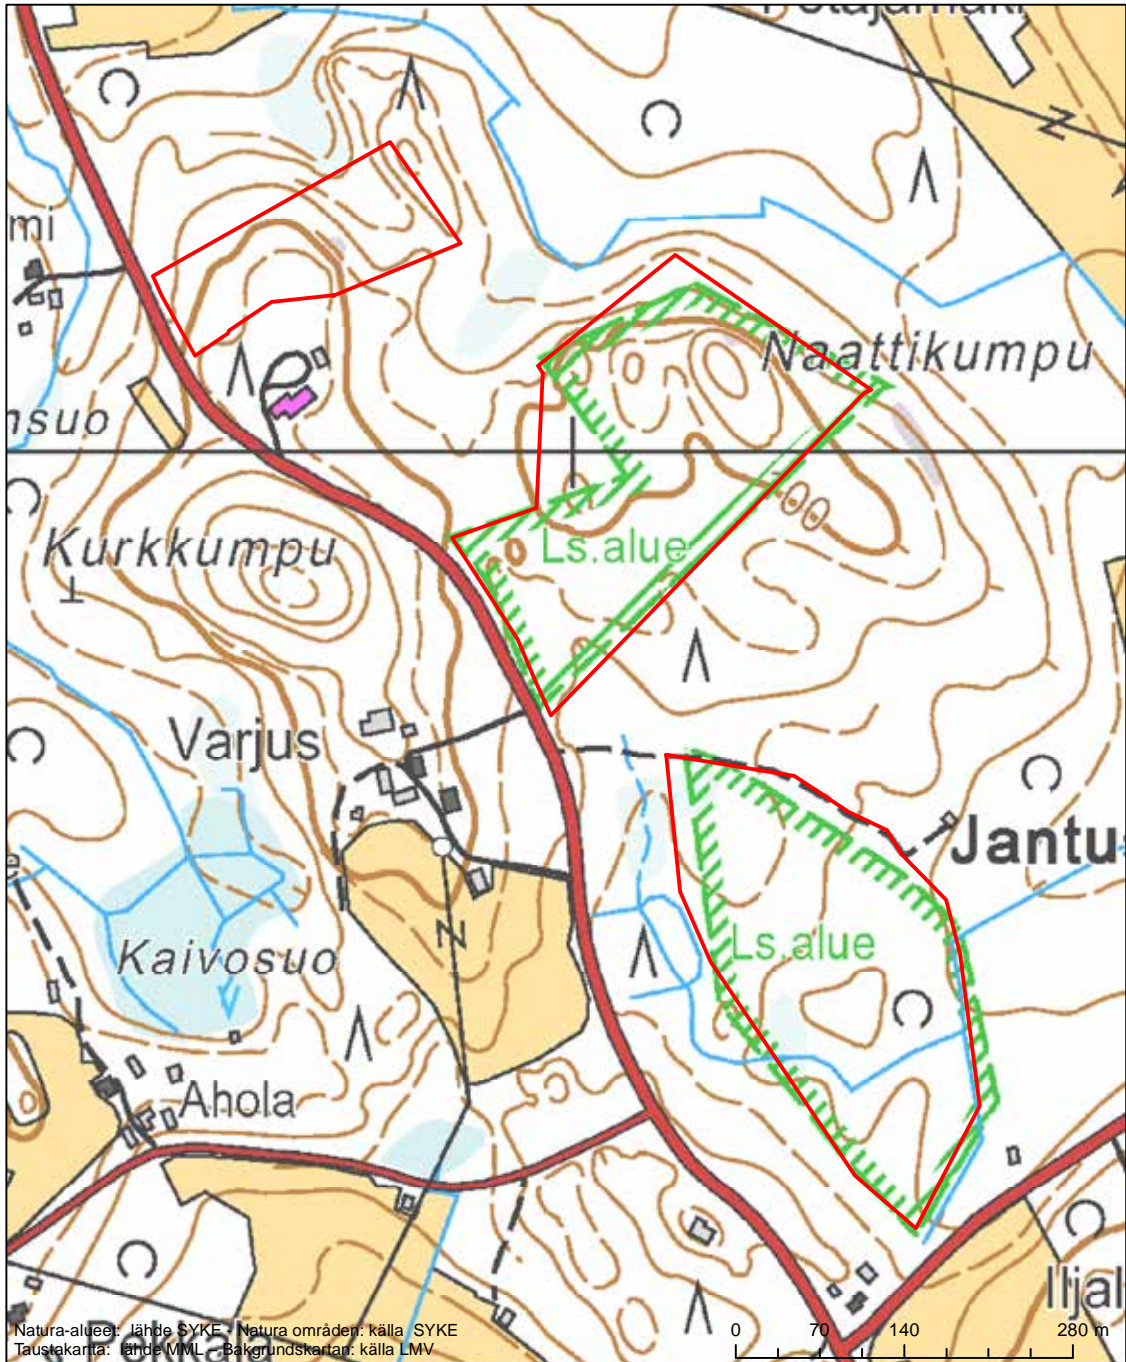 mi
Naattikumpu
nsuo
Kurkkumpu
Ls.alue
Varjus
Jantu
Ls.alue
Kaivosuo
Ahola
Iljal
Pekkala
Natura-alueet: lähde SYKE - Natura områden: källa SYKE
Taustakartta: lähde MML - Bakgrundskartan: källa LMV
0 70 140 280 m